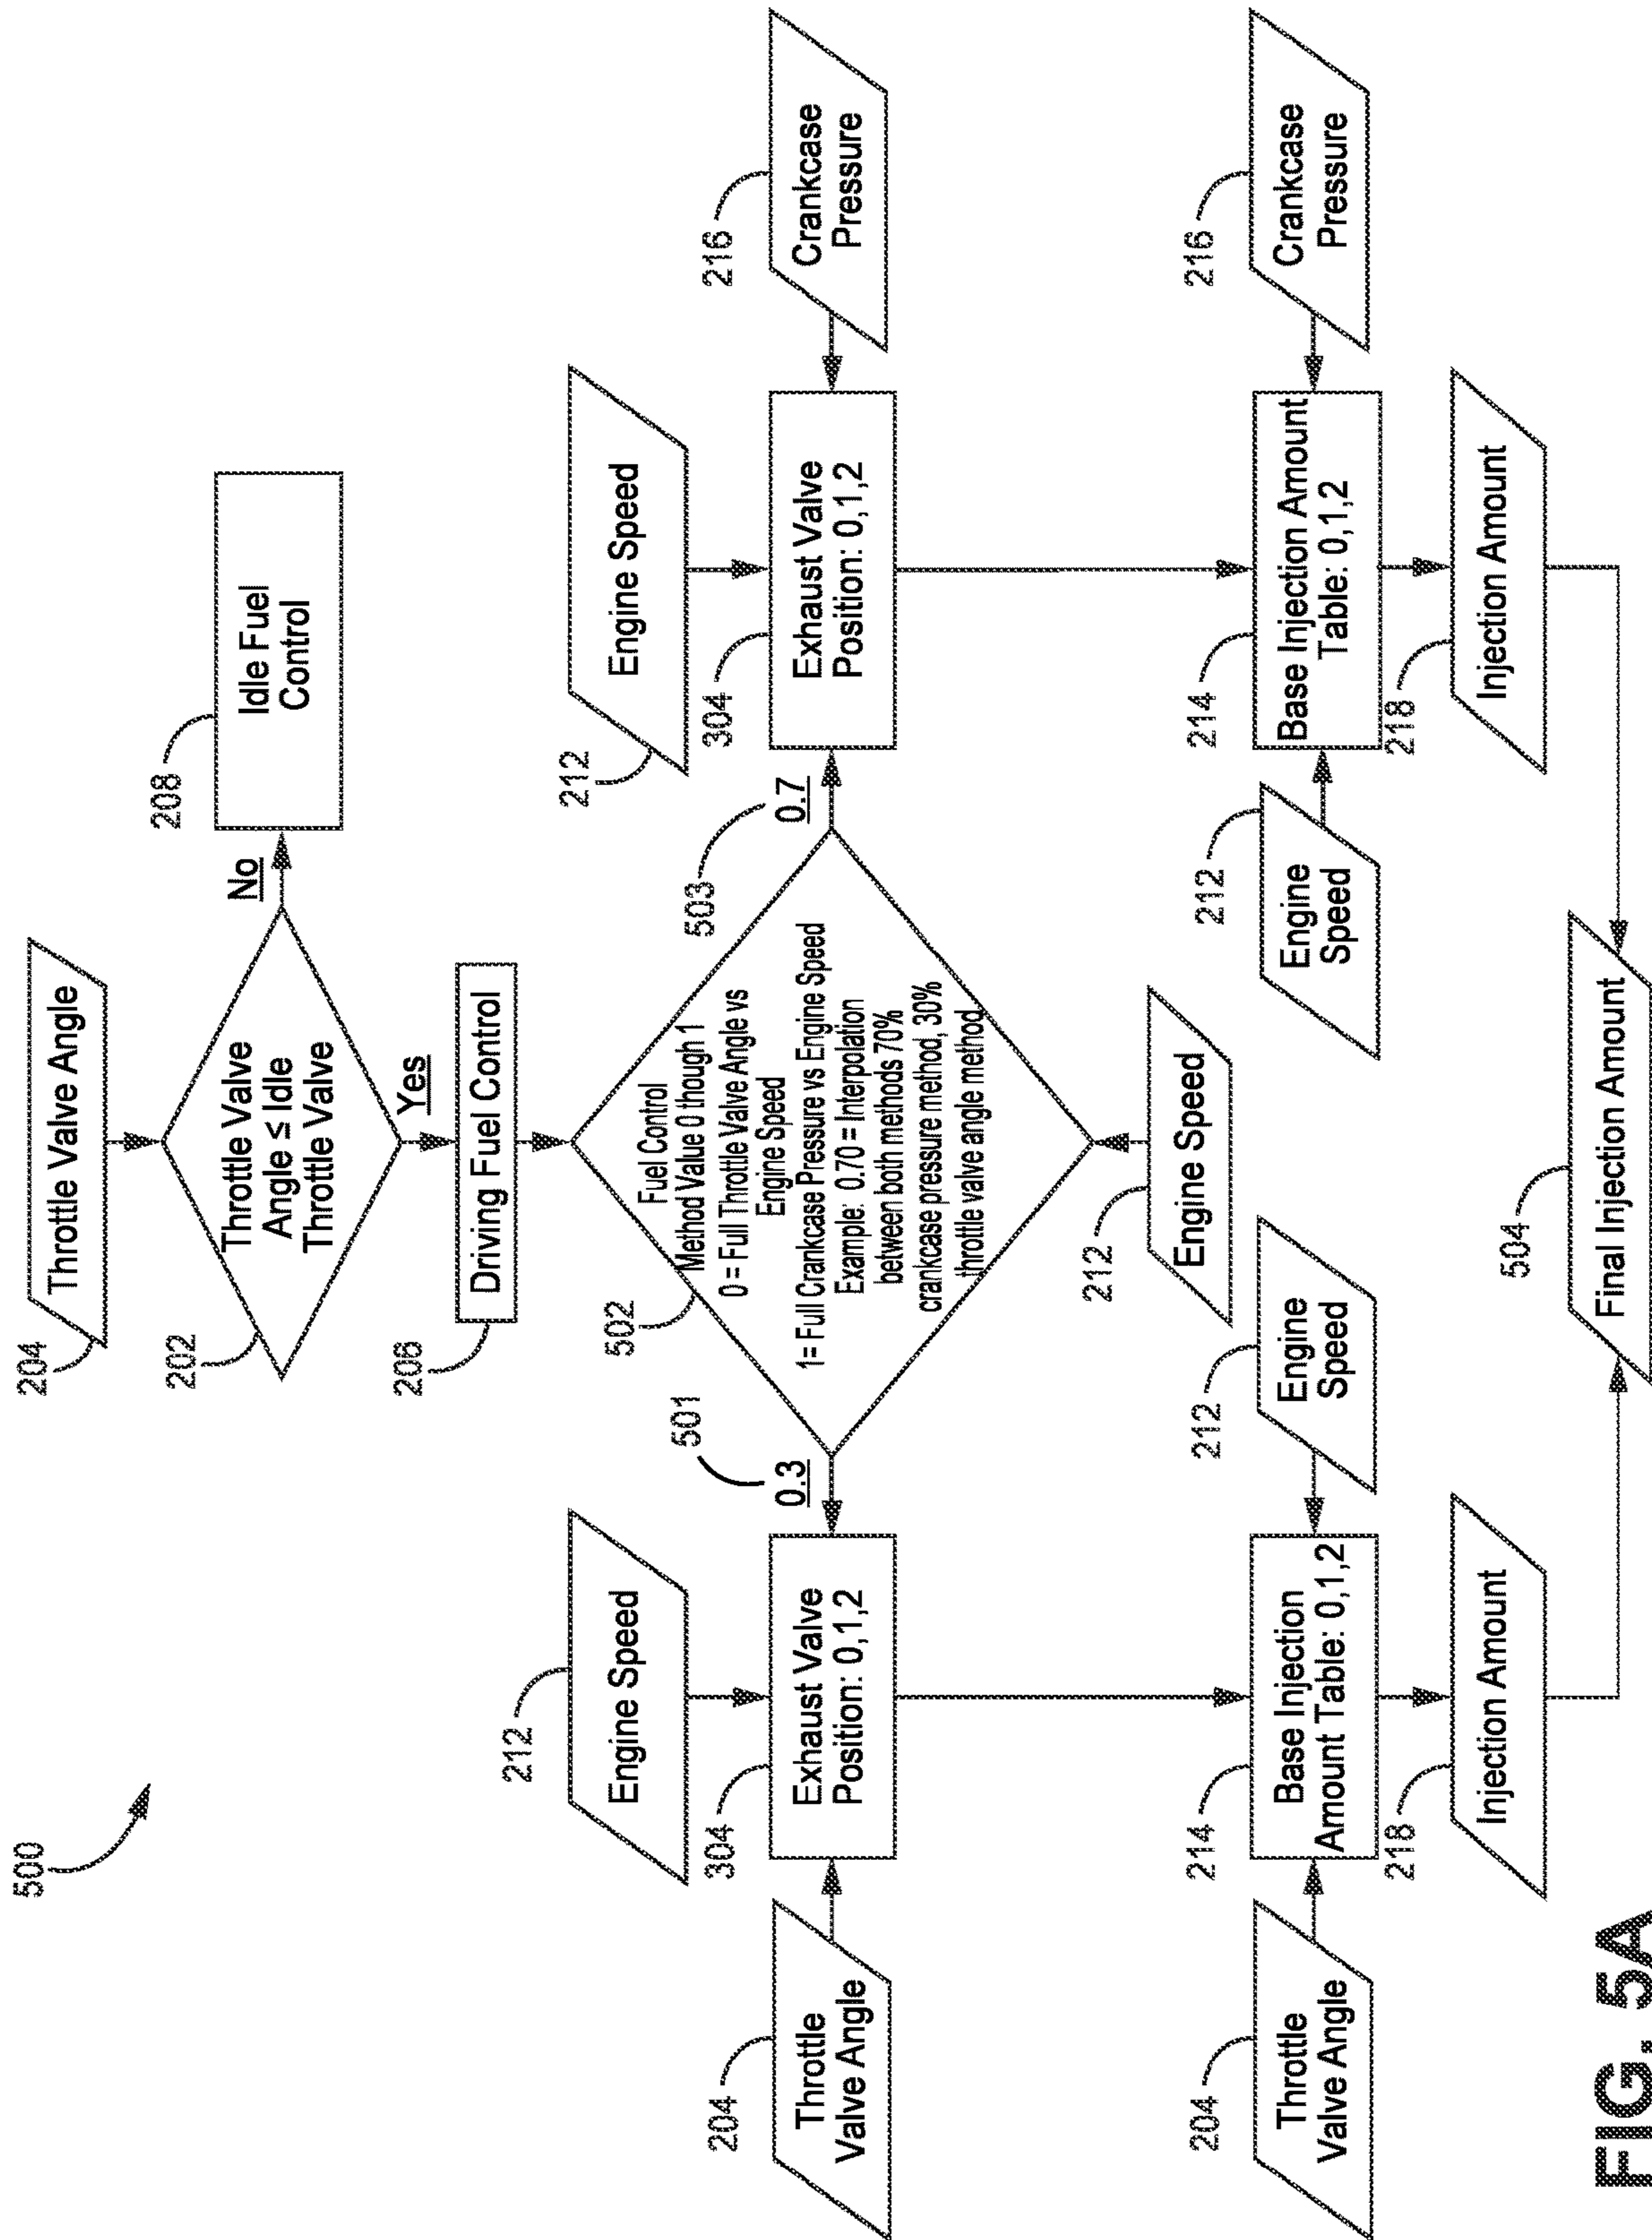 500
204
Throttle Valve Angle
202
Throttle Valve
Angle ≤ Idle
Throttle Valve
No
208
Idle Fuel
Control
Yes
206
Driving Fuel Control
502
Fuel Control
Method Value 0 though 1
0 = Full Throttle Valve Angle vs
Engine Speed
1= Full Crankcase Pressure vs Engine Speed
Example: 0.70 = Interpolation
between both methods 70%
crankcase pressure method, 30%
throttle valve angle method
501
0.3
503
0.7
212
Engine Speed
212
Engine Speed
204
Throttle
Valve Angle
304
Exhaust Valve
Position: 0,1,2
304
Exhaust Valve
Position: 0,1,2
216
Crankcase
Pressure
212
Engine Speed
204
Throttle
Valve Angle
214
Base Injection
Amount Table: 0,1,2
212
Engine
Speed
212
Engine
Speed
214
Base Injection Amount
Table: 0,1,2
216
Crankcase
Pressure
218
Injection Amount
218
Injection Amount
504
Final Injection Amount
FIG. 5A